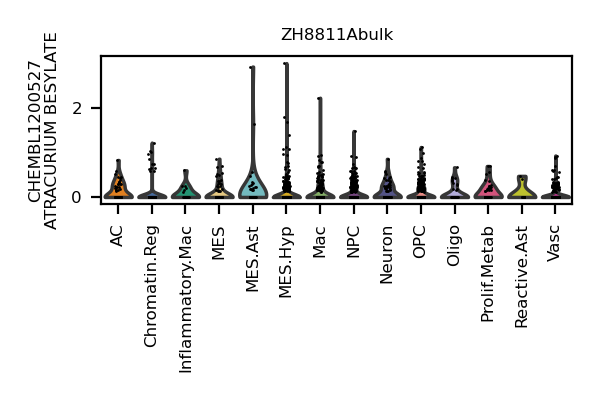 ZH8811Abulk
CHEMBL1200527
ATRACURIUM BESYLATE
2
0
AC
Chromatin.Reg
Inflammatory.Mac
MES
MES.Ast
MES.Hyp
Mac
NPC
Neuron
OPC
Oligo
Prolif.Metab
Reactive.Ast
Vasc